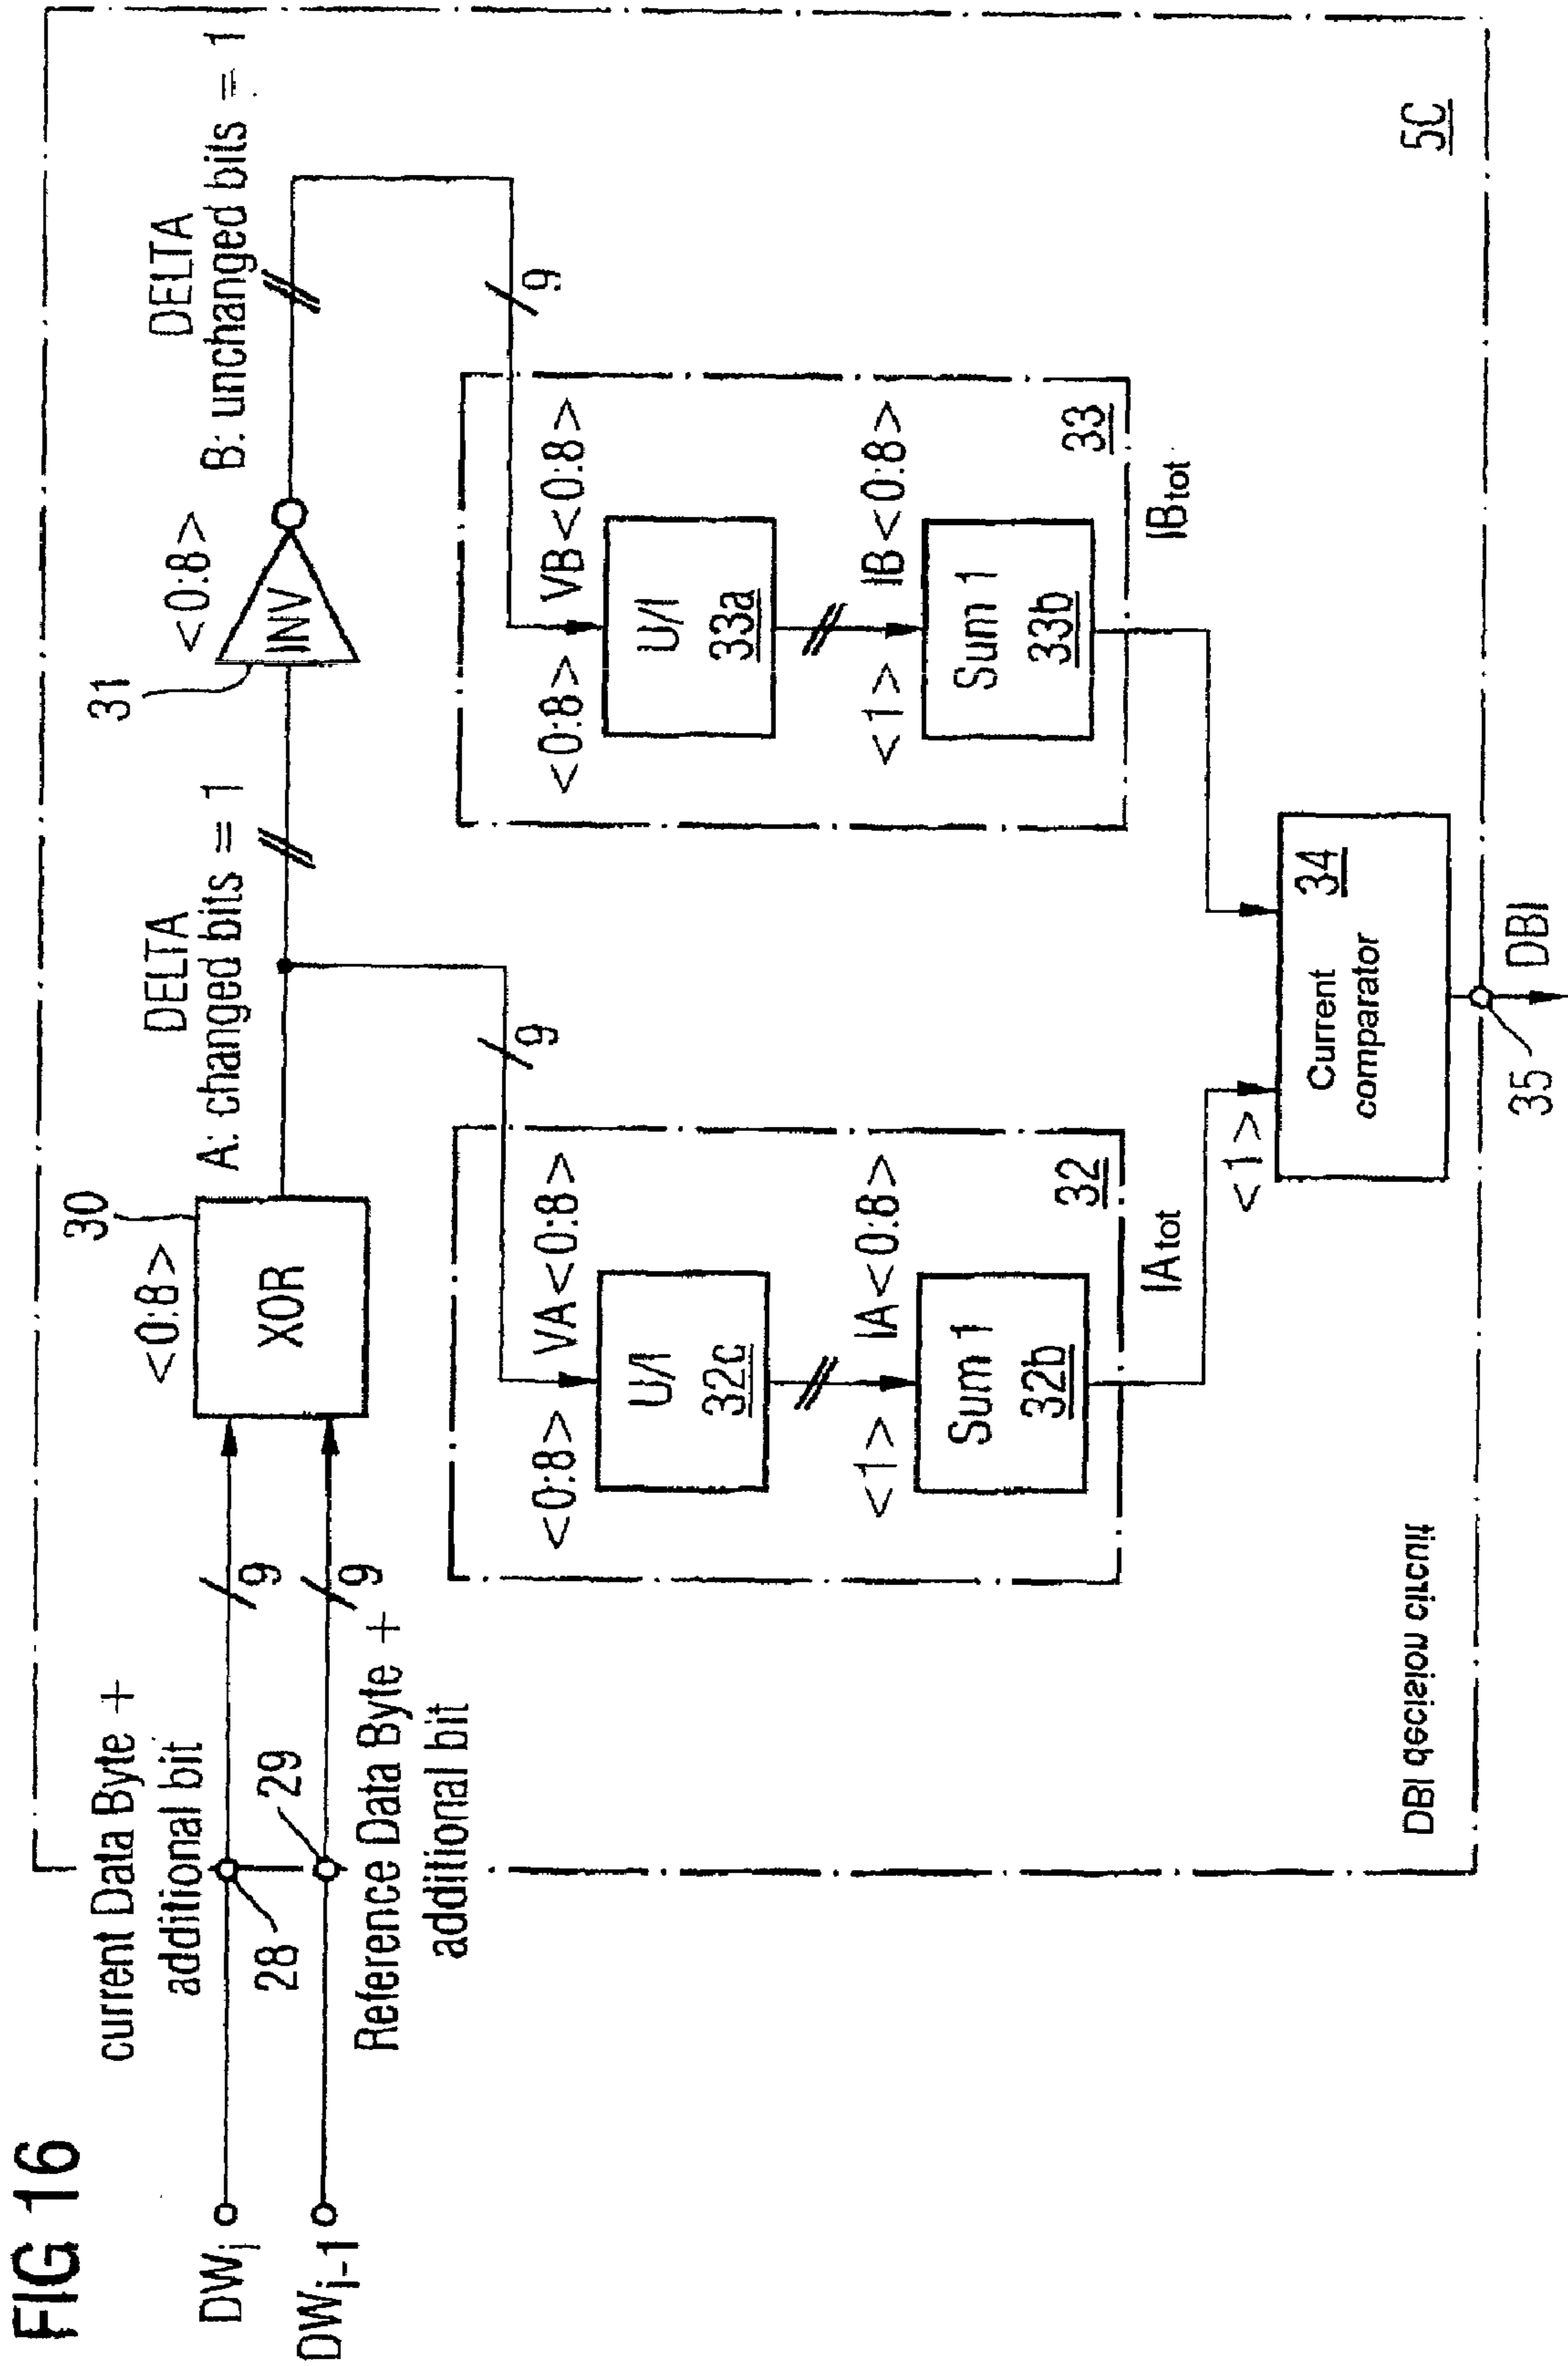 FIG 16
DWi
DWi-1
current Data Byte +
additional bit
28
29
Reference Data Byte +
additional bit
9
9
30
<0:8>
XOR
DELTA
A: changed bits = 1
31
<0:8>
INV
DELTA
B: unchanged bits = 1
9
9
<0:8>
VA<0:8>
U/I
32c
<1>
IA<0:8>
Sum 1
32b
32
IAtot
<0:8>
VB<0:8>
U/I
33a
<1>
IB<0:8>
Sum 1
33b
33
IBtot
<1>
Current
comparator
34
35
DBI
DBI decision circuit
5C